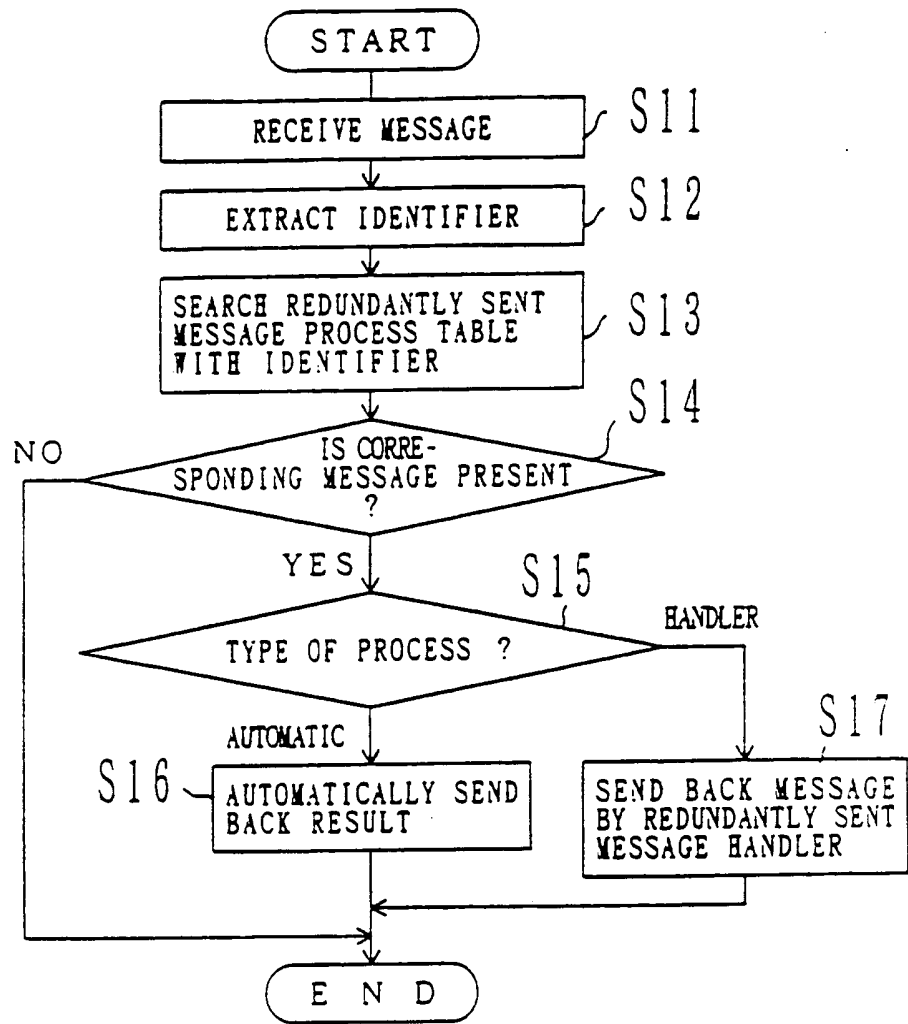 START
RECEIVE MESSAGE
S11
EXTRACT IDENTIFIER
S12
SEARCH REDUNDANTLY SENT
MESSAGE PROCESS TABLE
WITH IDENTIFIER
S13
S14
NO
IS CORRE-
SPONDING MESSAGE PRESENT
?
YES
S15
HANDLER
TYPE OF PROCESS ?
AUTOMATIC
S16
AUTOMATICALLY SEND
BACK RESULT
S17
SEND BACK MESSAGE
BY REDUNDANTLY SENT
MESSAGE HANDLER
END